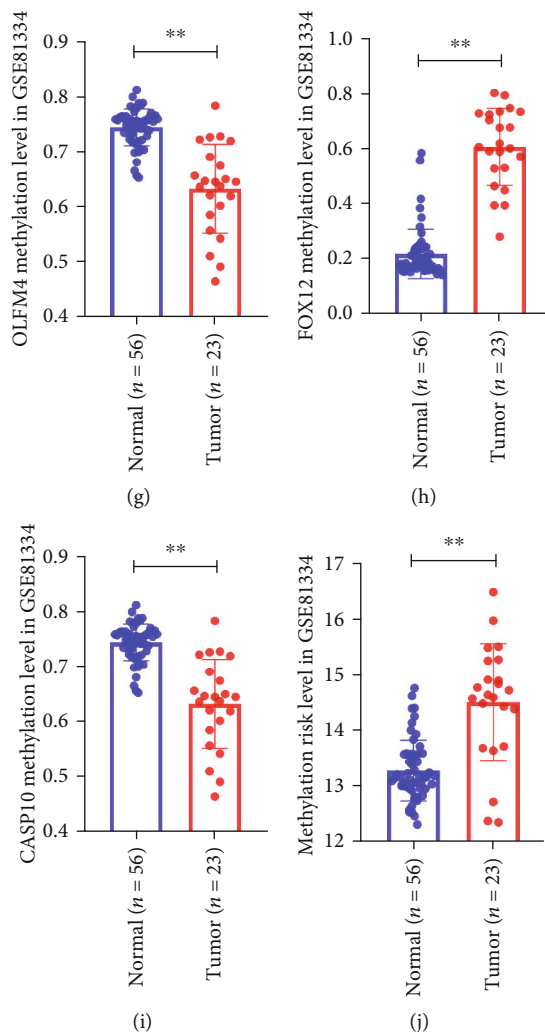 OLFM4 methylation level in GSE81334
0.9
0.8
0.7
0.6
0.5
0.4
**
Normal (n = 56)
Tumor (n = 23)
(g)
FOX12 methylation level in GSE81334
1.0
0.8
0.6
0.4
0.2
0.0
**
Normal (n = 56)
Tumor (n = 23)
(h)
CASP10 methylation level in GSE81334
0.9
0.8
0.7
0.6
0.5
0.4
**
Normal (n = 56)
Tumor (n = 23)
(i)
Methylation risk level in GSE81334
17
16
15
14
13
12
**
Normal (n = 56)
Tumor (n = 23)
(j)